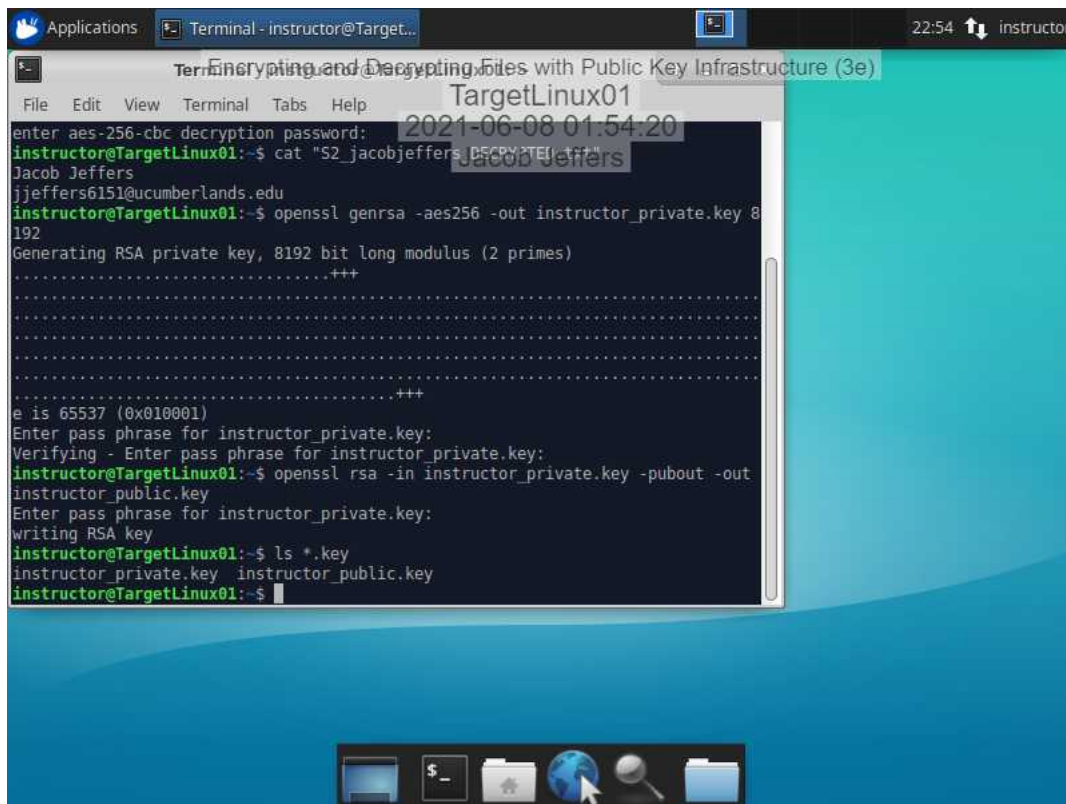 Applications Terminal - instructor@Target... 22:54 instructo
Encrypting and Decrypting Files with Public Key Infrastructure (3e)
TargetLinux01
2021-06-08 01:54:20
Jacob Jeffers
File Edit View Terminal Tabs Help
enter aes-256-cbc decryption password:
instructor@TargetLinux01:~$ cat "S2_jacobjeffers_DECRYPTED.txt"
Jacob Jeffers
jjeffers6151@ucumberlands.edu
instructor@TargetLinux01:~$ openssl genrsa -aes256 -out instructor_private.key 8
192
Generating RSA private key, 8192 bit long modulus (2 primes)
..................................+++
................................................................................
................................................................................
................................................................................
................................................................................
................................................................................
.........................................+++
e is 65537 (0x010001)
Enter pass phrase for instructor_private.key:
Verifying - Enter pass phrase for instructor_private.key:
instructor@TargetLinux01:~$ openssl rsa -in instructor_private.key -pubout -out
instructor_public.key
Enter pass phrase for instructor_private.key:
writing RSA key
instructor@TargetLinux01:~$ ls *.key
instructor_private.key instructor_public.key
instructor@TargetLinux01:~$
$_